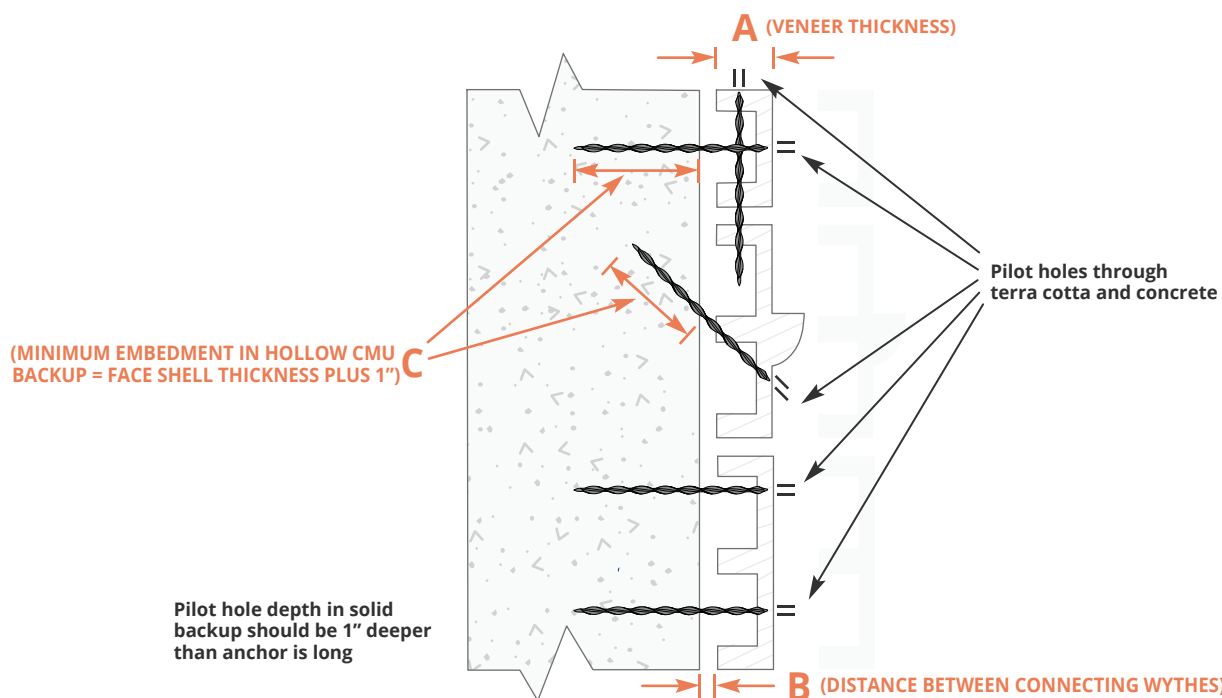 A (VENEER THICKNESS)
Pilot holes through
terra cotta and concrete
(MINIMUM EMBEDMENT IN HOLLOW CMU
BACKUP = FACE SHELL THICKNESS PLUS 1”) C
Pilot hole depth in solid
backup should be 1” deeper
than anchor is long
B (DISTANCE BETWEEN CONNECTING WYTHES)